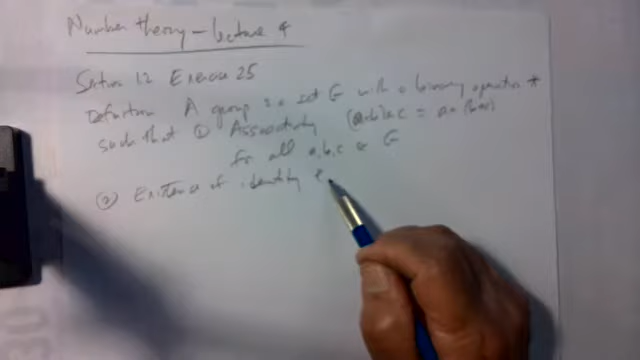 Number theory - lecture 4
Section 1.2 Exercise 25
Definition A group is a set G with a binary operation *
such that ① Associativity (a*b)*c = a*(b*c)
for all a,b,c ∈ G
② Existence of identity e